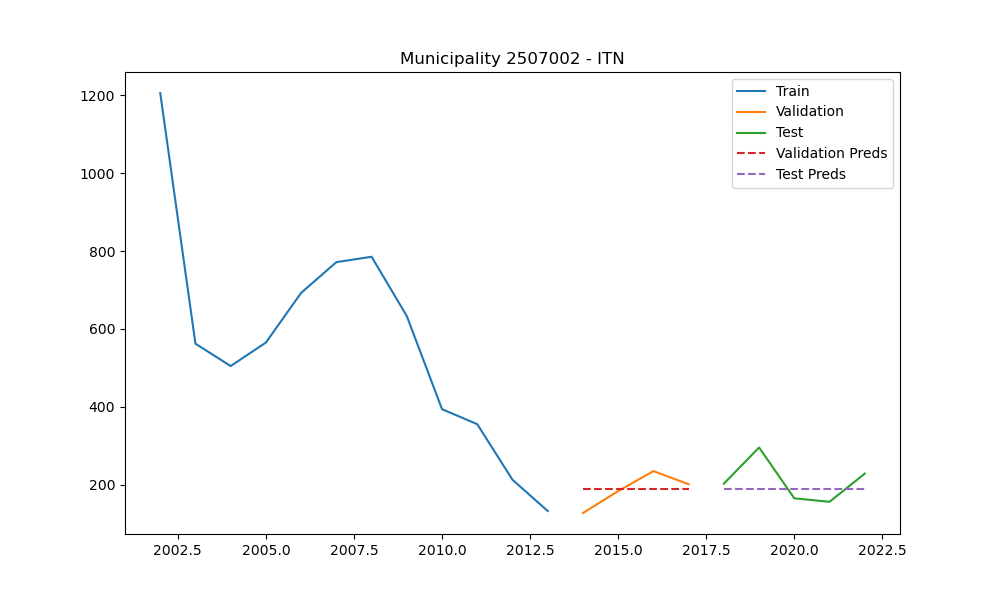 Municipality 2507002 - ITN
1200
1000
800
600
400
200
Train
Validation
Test
Validation Preds
Test Preds
2002.5 2005.0 2007.5 2010.0 2012.5 2015.0 2017.5 2020.0 2022.5